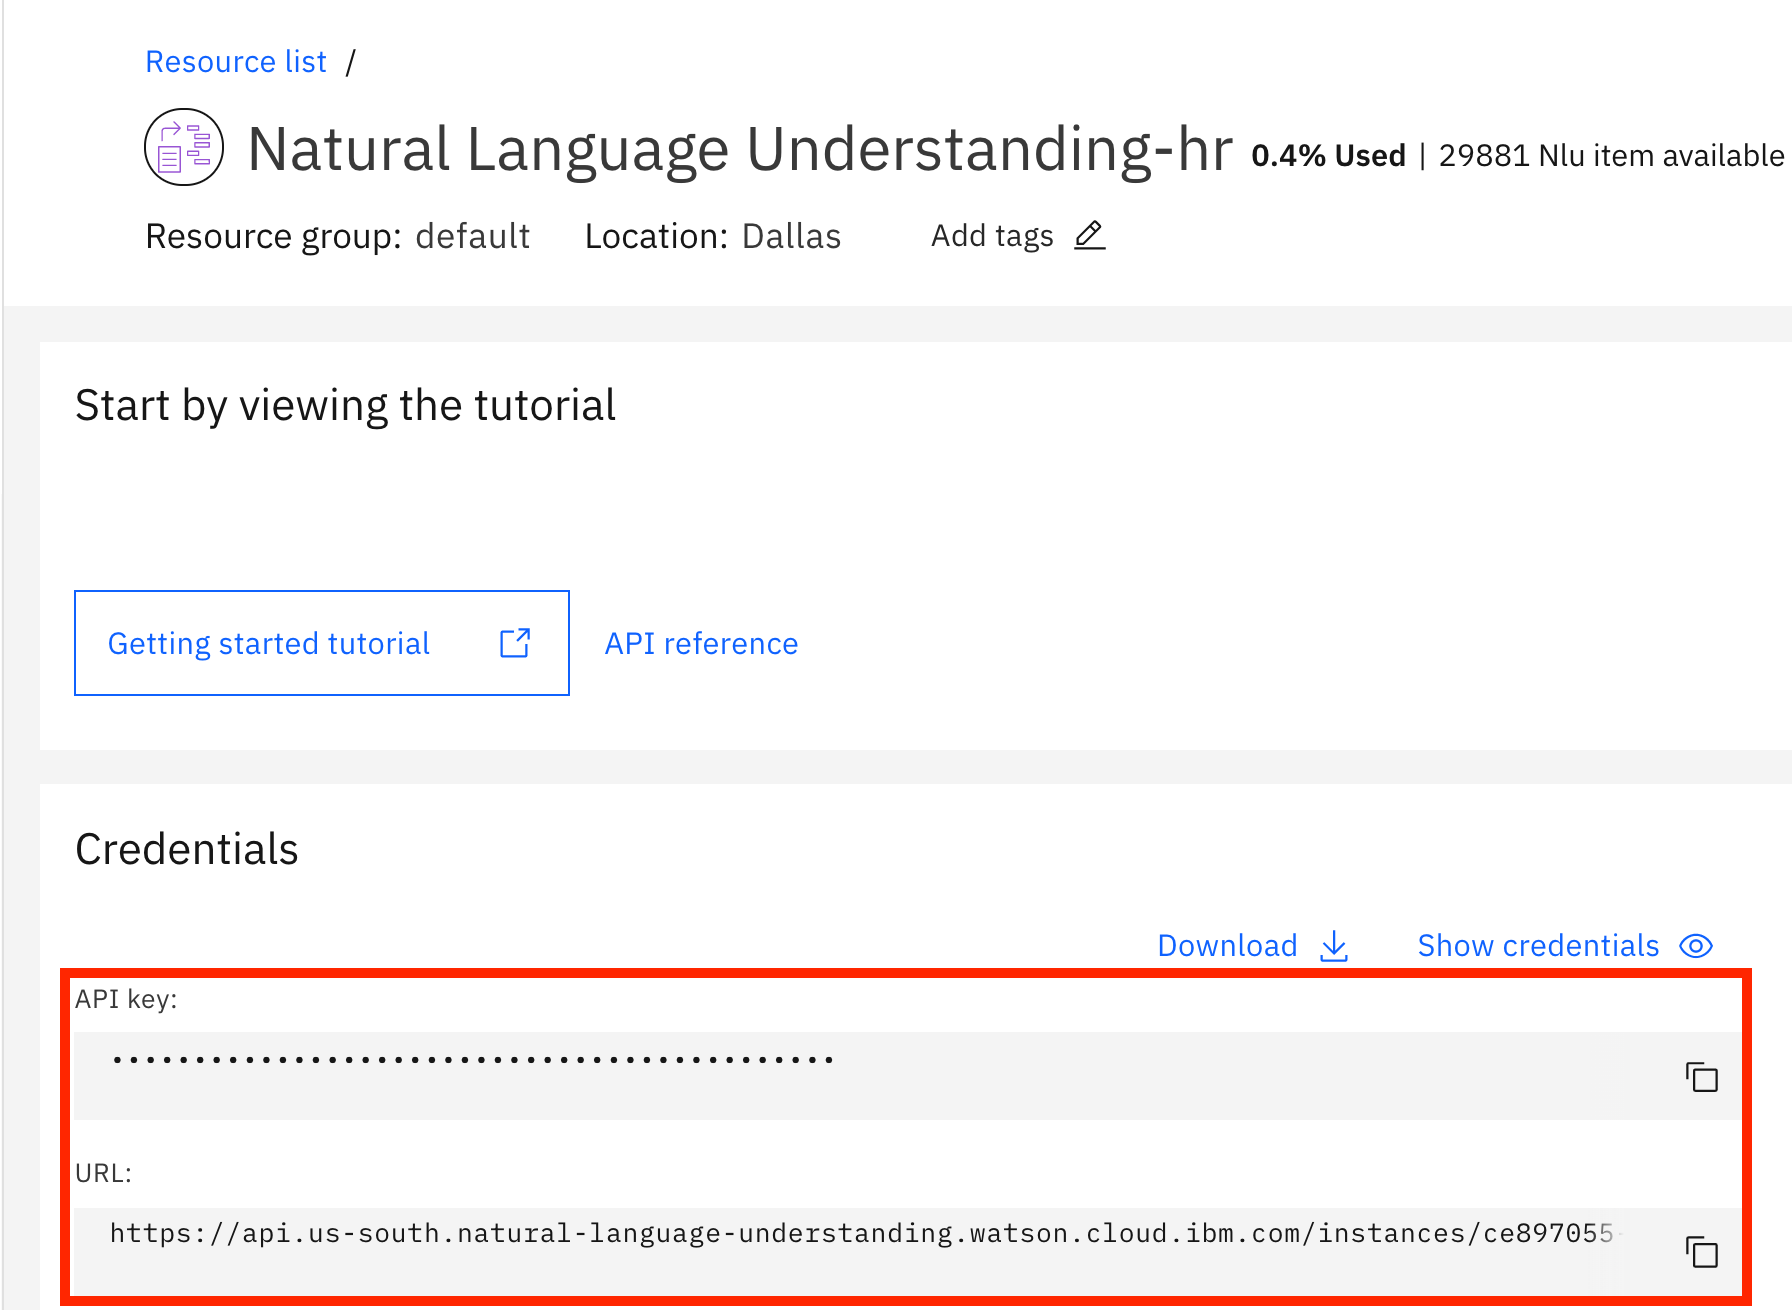 Resource list /
Natural Language Understanding-hr 0.4% Used | 29881 Nlu item available
Resource group: default Location: Dallas Add tags
Start by viewing the tutorial
Getting started tutorial API reference
Credentials
Download Show credentials
API key:
••••••••••••••••••••••••••••••••••••••••••••
URL:
https://api.us-south.natural-language-understanding.watson.cloud.ibm.com/instances/ce897055-